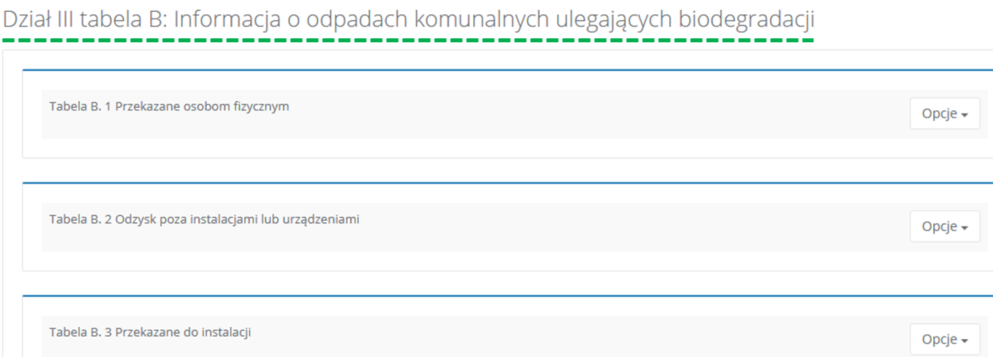 Dział III tabela B: Informacja o odpadach komunalnych ulegających biodegradacji
Tabela B. 1 Przekazane osobom fizycznym
Opcje
Tabela B. 2 Odzysk poza instalacjami lub urządzeniami
Opcje
Tabela B. 3 Przekazane do instalacji
Opcje